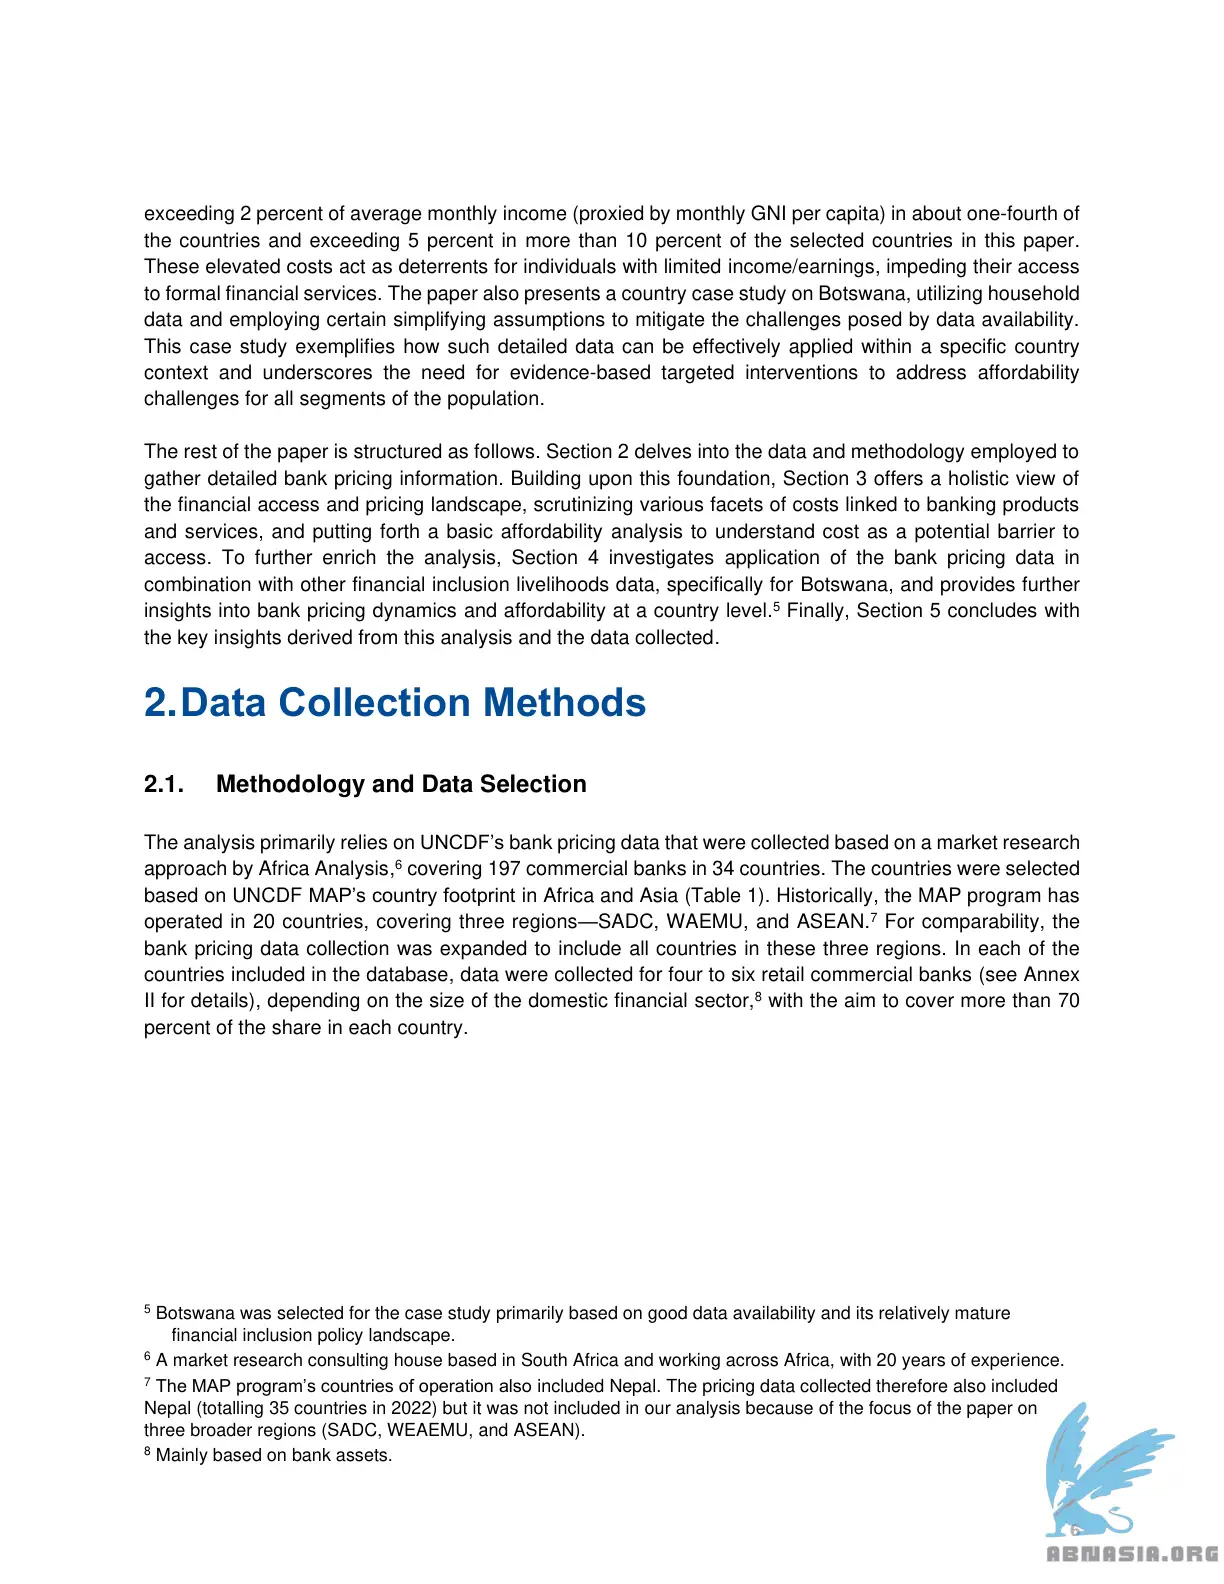 exceeding 2 percent of average monthly income (proxied by monthly GNI per capita) in about one-fourth of
the countries and exceeding 5 percent in more than 10 percent of the selected countries in this paper.
These elevated costs act as deterrents for individuals with limited income/earnings, impeding their access
to formal financial services. The paper also presents a country case study on Botswana, utilizing household
data and employing certain simplifying assumptions to mitigate the challenges posed by data availability.
This case study exemplifies how such detailed data can be effectively applied within a specific country
context and underscores the need for evidence-based targeted interventions to address affordability
challenges for all segments of the population.
The rest of the paper is structured as follows. Section 2 delves into the data and methodology employed to
gather detailed bank pricing information. Building upon this foundation, Section 3 offers a holistic view of
the financial access and pricing landscape, scrutinizing various facets of costs linked to banking products
and services, and putting forth a basic affordability analysis to understand cost as a potential barrier to
access. To further enrich the analysis, Section 4 investigates application of the bank pricing data in
combination with other financial inclusion livelihoods data, specifically for Botswana, and provides further
insights into bank pricing dynamics and affordability at a country level.⁵ Finally, Section 5 concludes with
the key insights derived from this analysis and the data collected.
2. Data Collection Methods
2.1. Methodology and Data Selection
The analysis primarily relies on UNCDF’s bank pricing data that were collected based on a market research
approach by Africa Analysis,⁶ covering 197 commercial banks in 34 countries. The countries were selected
based on UNCDF MAP’s country footprint in Africa and Asia (Table 1). Historically, the MAP program has
operated in 20 countries, covering three regions—SADC, WAEMU, and ASEAN.⁷ For comparability, the
bank pricing data collection was expanded to include all countries in these three regions. In each of the
countries included in the database, data were collected for four to six retail commercial banks (see Annex
II for details), depending on the size of the domestic financial sector,⁸ with the aim to cover more than 70
percent of the share in each country.
⁵ Botswana was selected for the case study primarily based on good data availability and its relatively mature
financial inclusion policy landscape.
⁶ A market research consulting house based in South Africa and working across Africa, with 20 years of experience.
⁷ The MAP program’s countries of operation also included Nepal. The pricing data collected therefore also included
Nepal (totalling 35 countries in 2022) but it was not included in our analysis because of the focus of the paper on
three broader regions (SADC, WEAEMU, and ASEAN).
⁸ Mainly based on bank assets.
6
ABNASIA.ORG